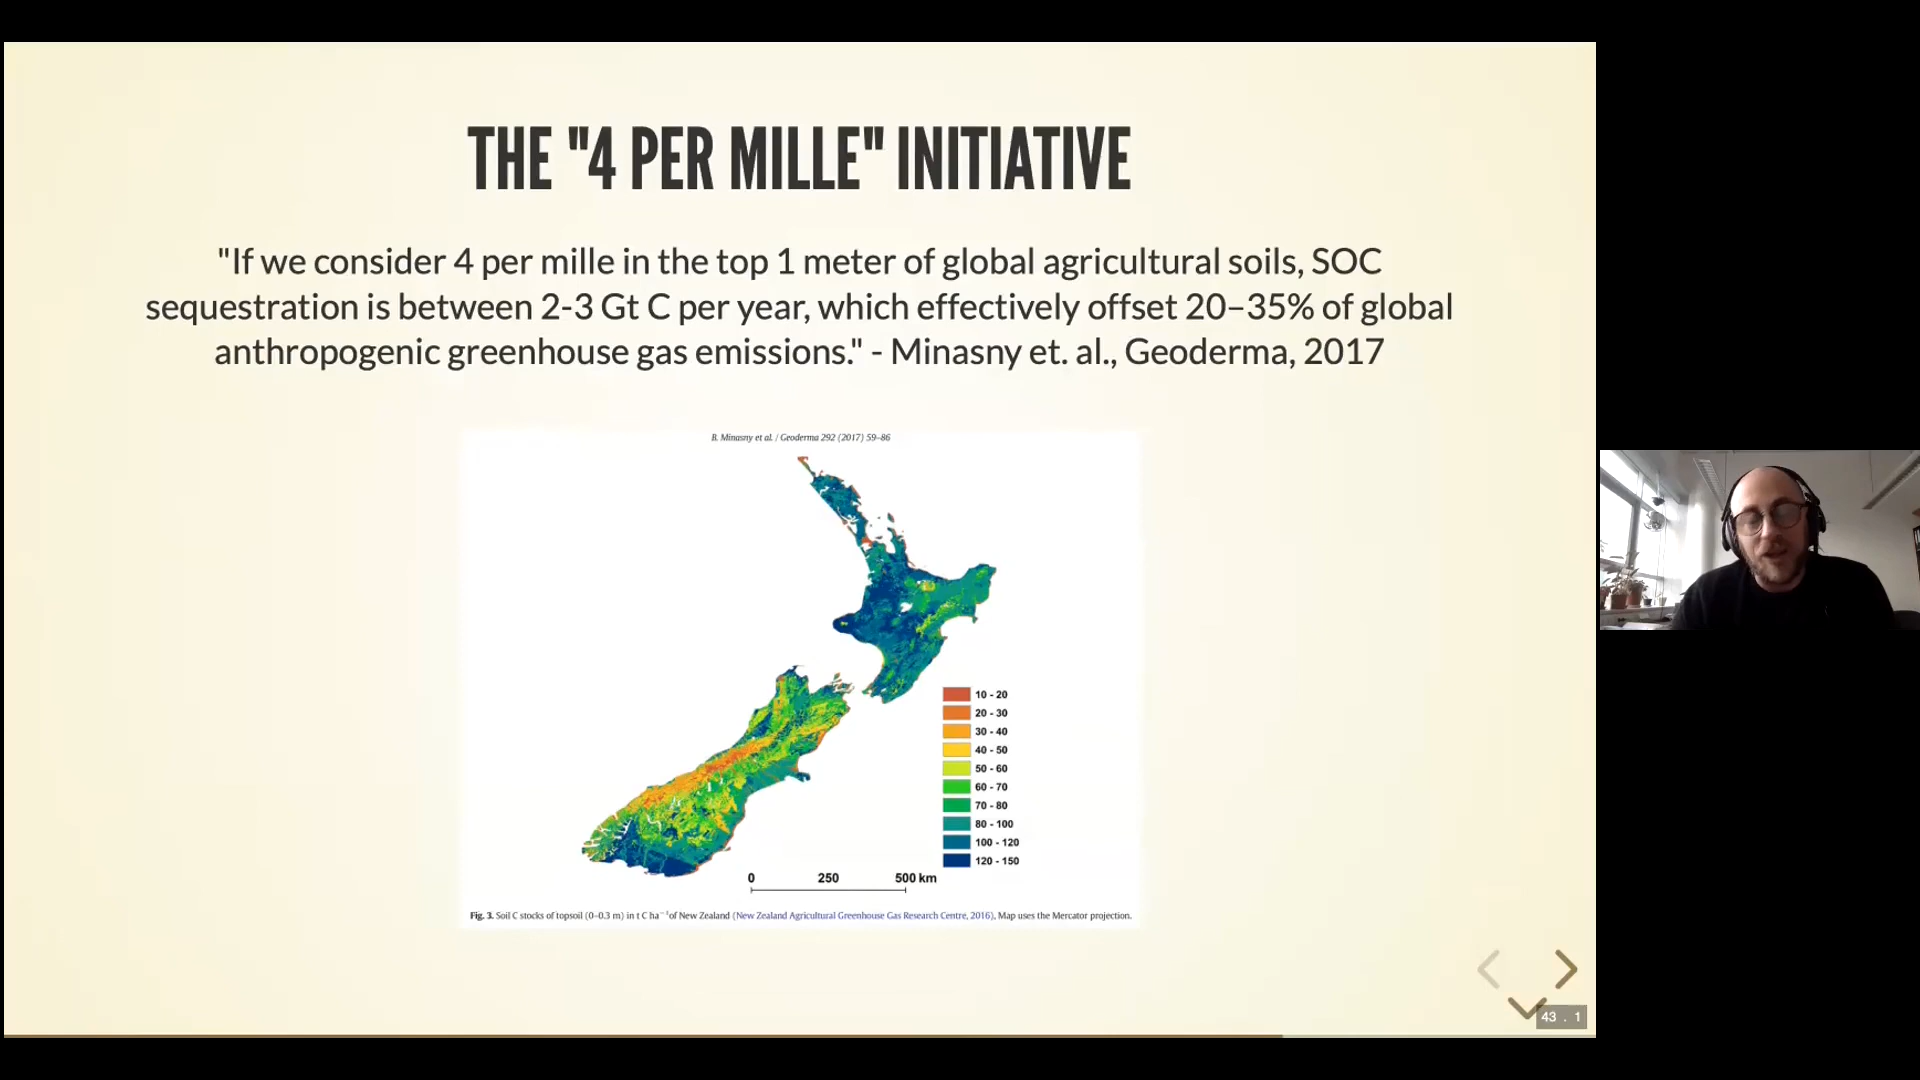 THE "4 PER MILLE" INITIATIVE
"If we consider 4 per mille in the top 1 meter of global agricultural soils, SOC
sequestration is between 2-3 Gt C per year, which effectively offset 20–35% of global
anthropogenic greenhouse gas emissions." - Minasny et. al., Geoderma, 2017
B. Minasny et al. / Geoderma 292 (2017) 59–86
10 - 20
20 - 30
30 - 40
40 - 50
50 - 60
60 - 70
70 - 80
80 - 100
100 - 120
120 - 150
0 250 500 km
Fig. 3. Soil C stocks of topsoil (0–0.3 m) in t C ha⁻¹of New Zealand (New Zealand Agricultural Greenhouse Gas Research Centre, 2016), Map uses the Mercator projection.
43 . 1